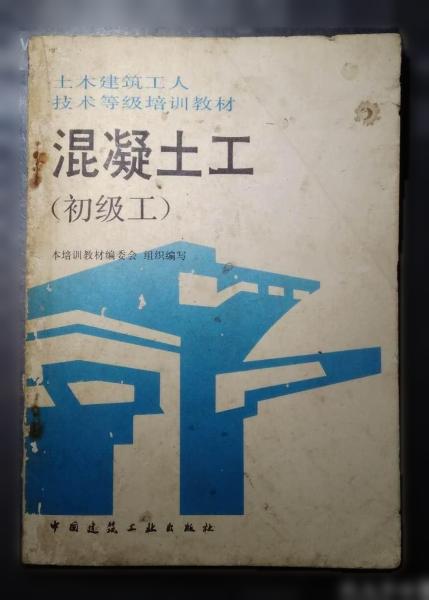 土木建筑工人
技术等级培训教材
混凝土工
(初级工)
本培训教材编委会 组织编写
中国建筑工业出版社